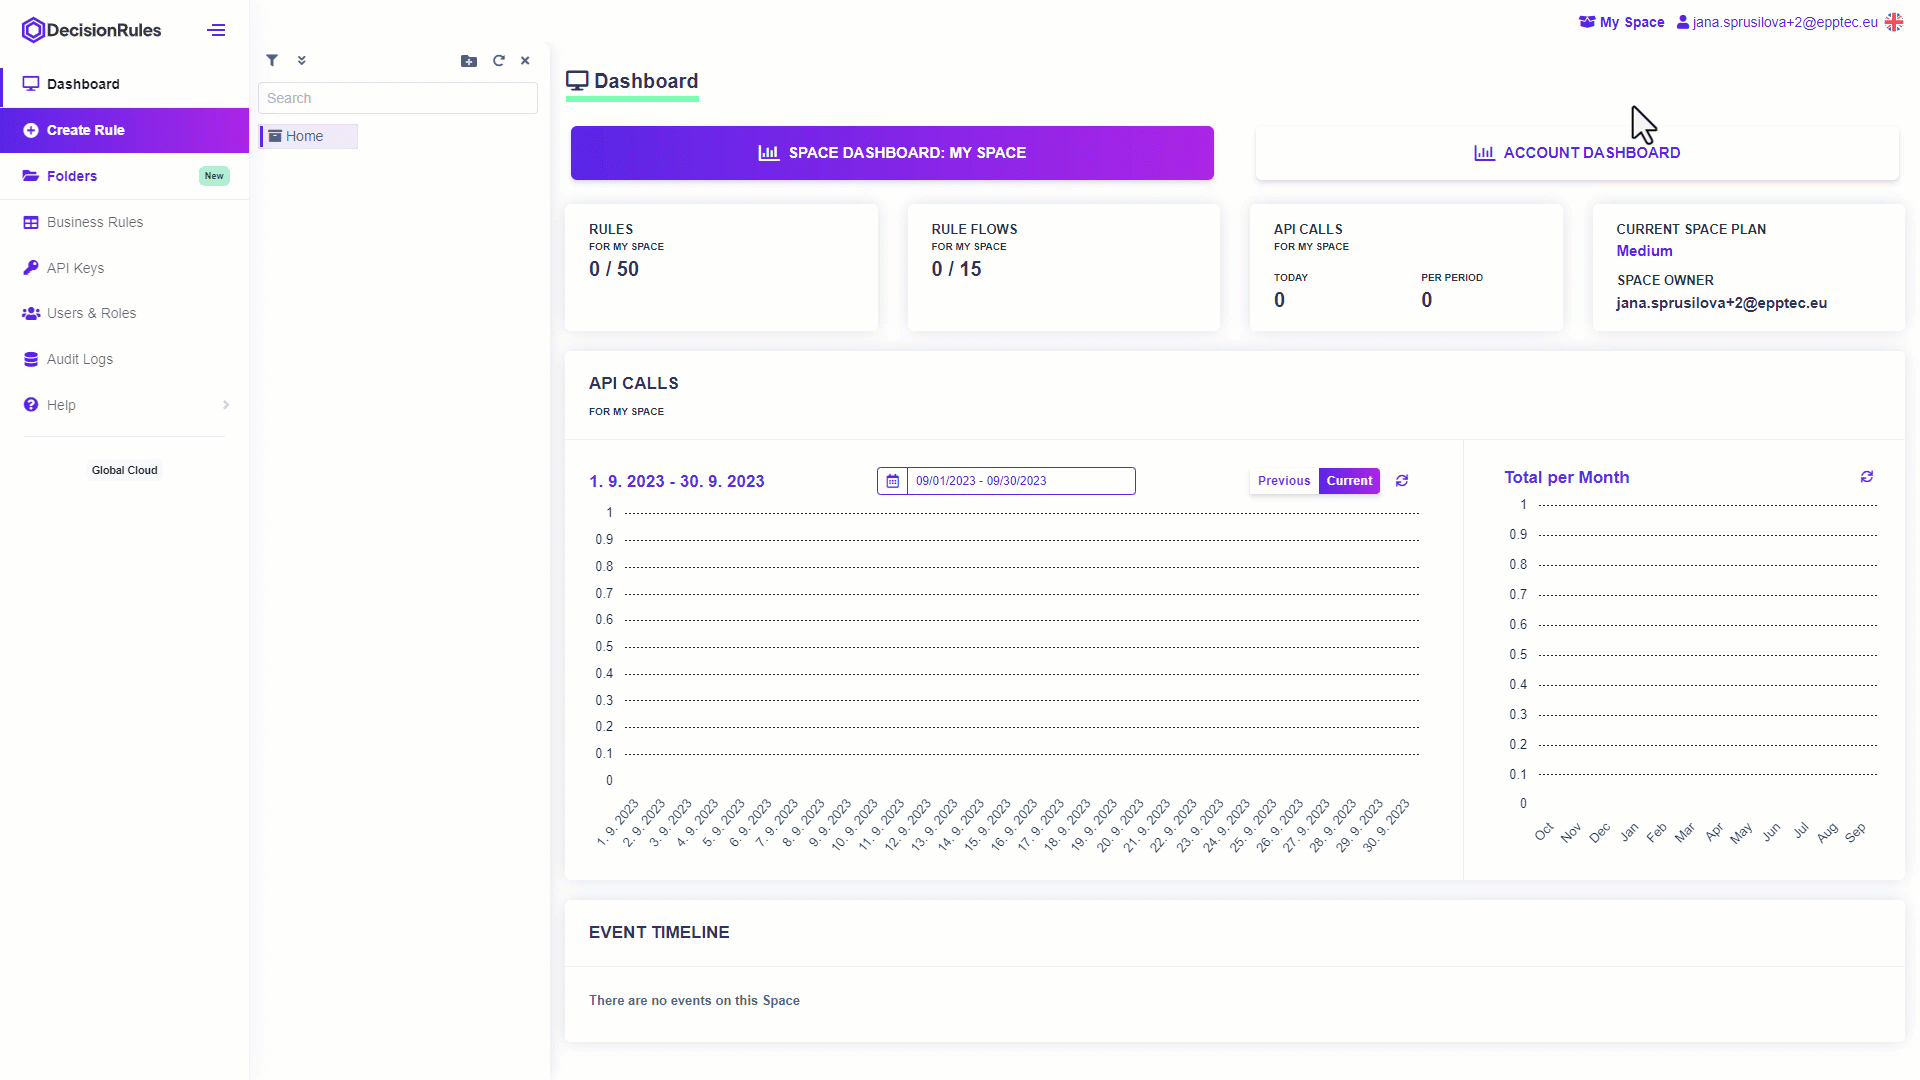 DecisionRules
Dashboard
Create Rule
Folders New
Business Rules
API Keys
Users & Roles
Audit Logs
Help
Global Cloud
Search
Home
My Space jana.sprusilova+2@epptec.eu
Dashboard
SPACE DASHBOARD: MY SPACE
ACCOUNT DASHBOARD
RULES
FOR MY SPACE
0 / 50
RULE FLOWS
FOR MY SPACE
0 / 15
API CALLS
FOR MY SPACE
TODAY PER PERIOD
0 0
CURRENT SPACE PLAN
Medium
SPACE OWNER
jana.sprusilova+2@epptec.eu
API CALLS
FOR MY SPACE
1. 9. 2023 - 30. 9. 2023
09/01/2023 - 09/30/2023
Previous Current
1
0.9
0.8
0.7
0.6
0.5
0.4
0.3
0.2
0.1
0
1. 9. 2023
2. 9. 2023
3. 9. 2023
4. 9. 2023
5. 9. 2023
6. 9. 2023
7. 9. 2023
8. 9. 2023
9. 9. 2023
10. 9. 2023
11. 9. 2023
12. 9. 2023
13. 9. 2023
14. 9. 2023
15. 9. 2023
16. 9. 2023
17. 9. 2023
18. 9. 2023
19. 9. 2023
20. 9. 2023
21. 9. 2023
22. 9. 2023
23. 9. 2023
24. 9. 2023
25. 9. 2023
26. 9. 2023
27. 9. 2023
28. 9. 2023
29. 9. 2023
30. 9. 2023
Total per Month
1
0.9
0.8
0.7
0.6
0.5
0.4
0.3
0.2
0.1
0
Oct
Nov
Dec
Jan
Feb
Mar
Apr
May
Jun
Jul
Aug
Sep
EVENT TIMELINE
There are no events on this Space